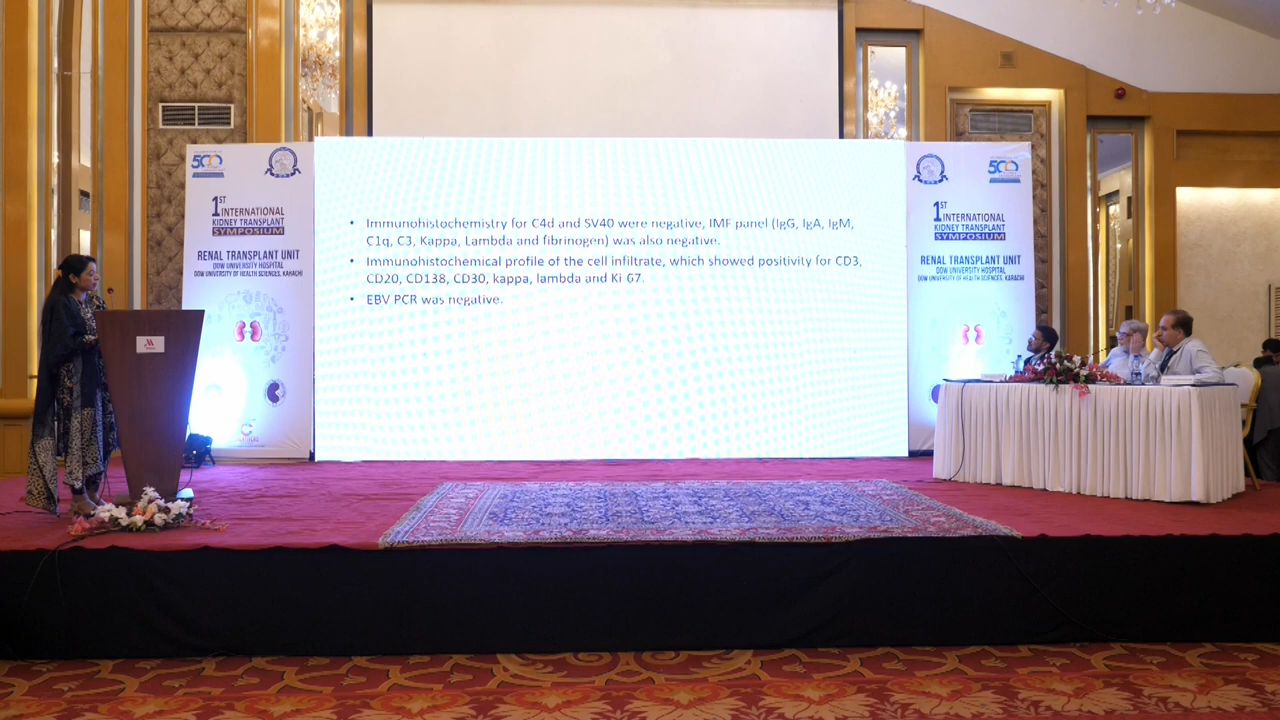 500
1ST
INTERNATIONAL
KIDNEY TRANSPLANT
SYMPOSIUM
RENAL TRANSPLANT UNIT
DOW UNIVERSITY HOSPITAL
DOW UNIVERSITY OF HEALTH SCIENCES, KARACHI
• Immunohistochemistry for C4d and SV40 were negative, IMF panel (IgG, IgA, IgM,
C1q, C3, Kappa, Lambda and fibrinogen) was also negative.
• Immunohistochemical profile of the cell infiltrate, which showed positivity for CD3,
CD20, CD138, CD30, kappa, lambda and Ki-67.
• EBV PCR was negative.
500
1ST
INTERNATIONAL
KIDNEY TRANSPLANT
SYMPOSIUM
RENAL TRANSPLANT UNIT
DOW UNIVERSITY HOSPITAL
DOW UNIVERSITY OF HEALTH SCIENCES, KARACHI